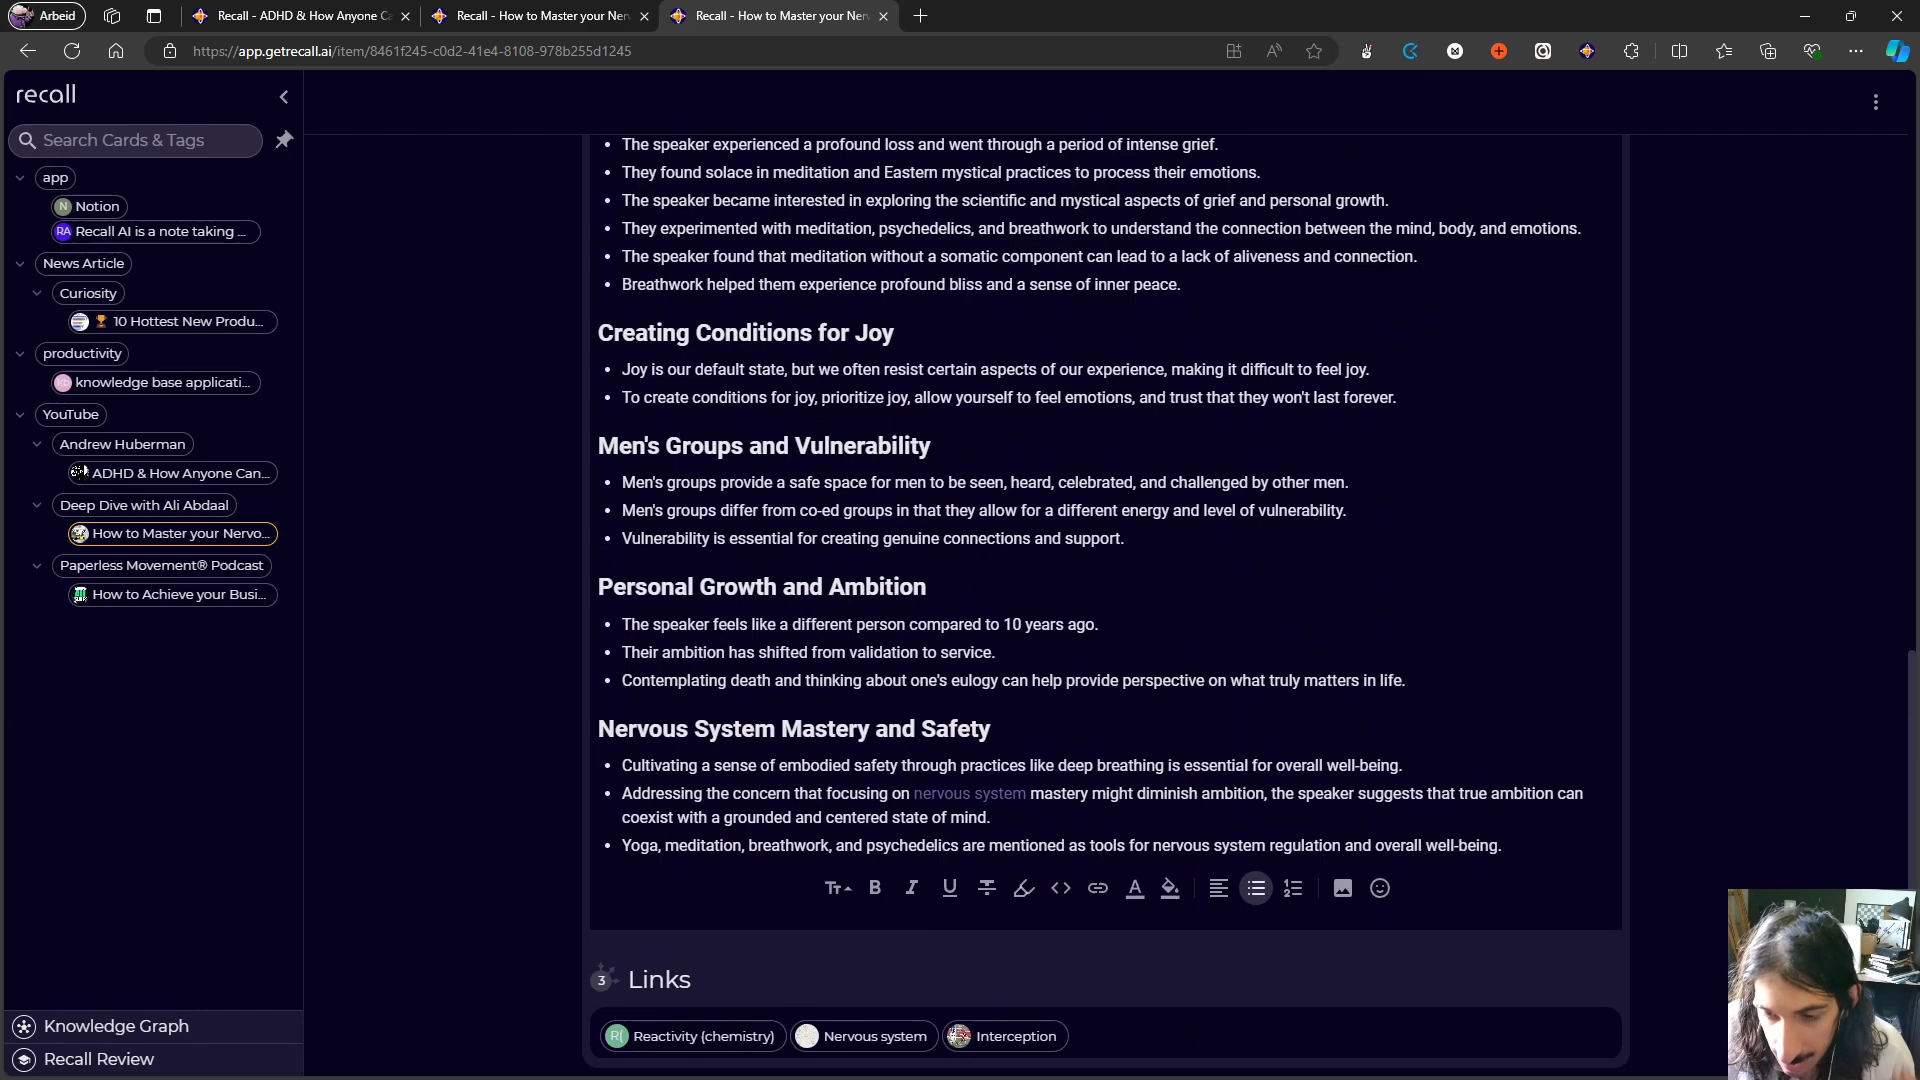 Arbeid
Recall - ADHD & How Anyone C
Recall - How to Master your Ner
Recall - How to Master your Ner
https://app.getrecall.ai/item/8461f245-c0d2-41e4-8108-978b255d1245
recall
Search Cards & Tags
app
N Notion
RA Recall AI is a note taking ...
News Article
Curiosity
10 Hottest New Produ...
productivity
kb knowledge base applicati...
YouTube
Andrew Huberman
ADHD & How Anyone Can...
Deep Dive with Ali Abdaal
How to Master your Nervo...
Paperless Movement® Podcast
How to Achieve your Busi...
Knowledge Graph
Recall Review
• The speaker experienced a profound loss and went through a period of intense grief.
• They found solace in meditation and Eastern mystical practices to process their emotions.
• The speaker became interested in exploring the scientific and mystical aspects of grief and personal growth.
• They experimented with meditation, psychedelics, and breathwork to understand the connection between the mind, body, and emotions.
• The speaker found that meditation without a somatic component can lead to a lack of aliveness and connection.
• Breathwork helped them experience profound bliss and a sense of inner peace.
Creating Conditions for Joy
• Joy is our default state, but we often resist certain aspects of our experience, making it difficult to feel joy.
• To create conditions for joy, prioritize joy, allow yourself to feel emotions, and trust that they won't last forever.
Men's Groups and Vulnerability
• Men's groups provide a safe space for men to be seen, heard, celebrated, and challenged by other men.
• Men's groups differ from co-ed groups in that they allow for a different energy and level of vulnerability.
• Vulnerability is essential for creating genuine connections and support.
Personal Growth and Ambition
• The speaker feels like a different person compared to 10 years ago.
• Their ambition has shifted from validation to service.
• Contemplating death and thinking about one's eulogy can help provide perspective on what truly matters in life.
Nervous System Mastery and Safety
• Cultivating a sense of embodied safety through practices like deep breathing is essential for overall well-being.
• Addressing the concern that focusing on nervous system mastery might diminish ambition, the speaker suggests that true ambition can
coexist with a grounded and centered state of mind.
• Yoga, meditation, breathwork, and psychedelics are mentioned as tools for nervous system regulation and overall well-being.
3 Links
R( Reactivity (chemistry)
Nervous system
Interception